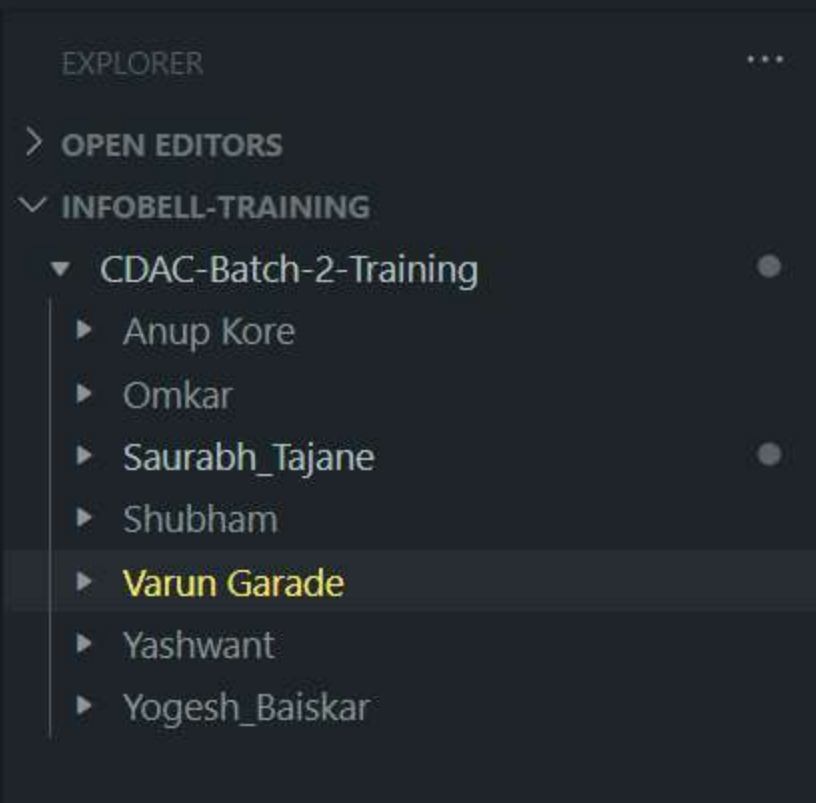 EXPLORER
OPEN EDITORS
INFOBELL-TRAINING
CDAC-Batch-2-Training
Anup Kore
Omkar
Saurabh_Tajane
Shubham
Varun Garade
Yashwant
Yogesh_Baiskar